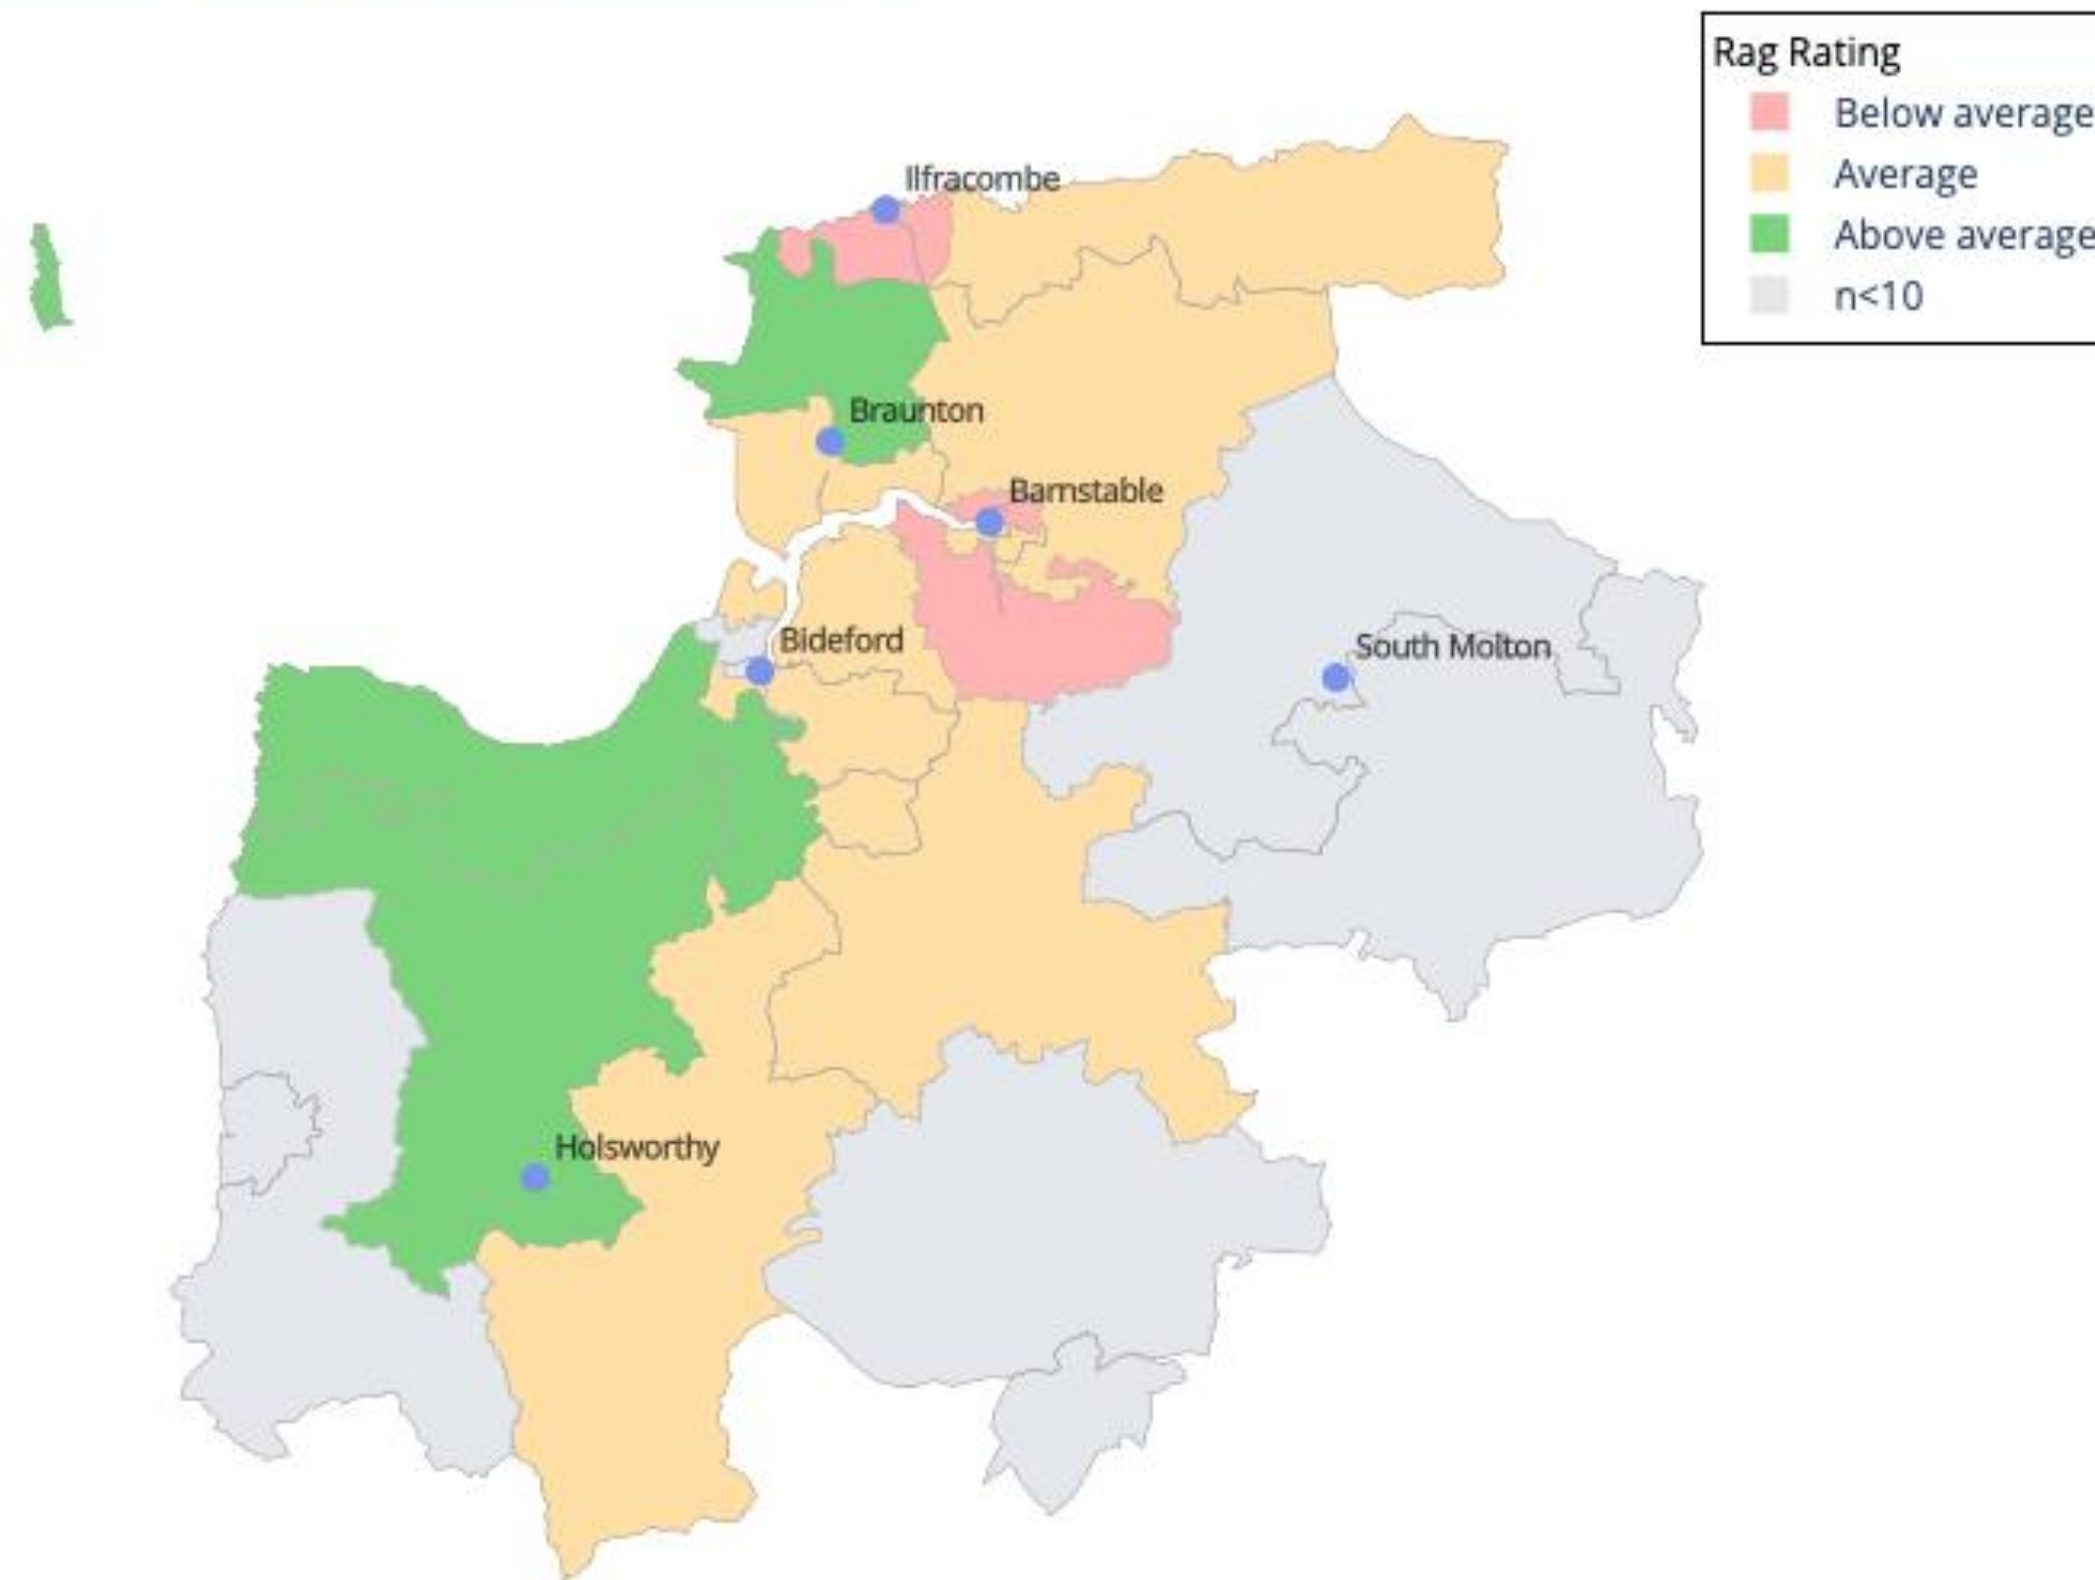 Rag Rating
Below average
Average
Above average
n<10
Ilfracombe
Braunton
Barnstable
Bideford
South Molton
Holsworthy